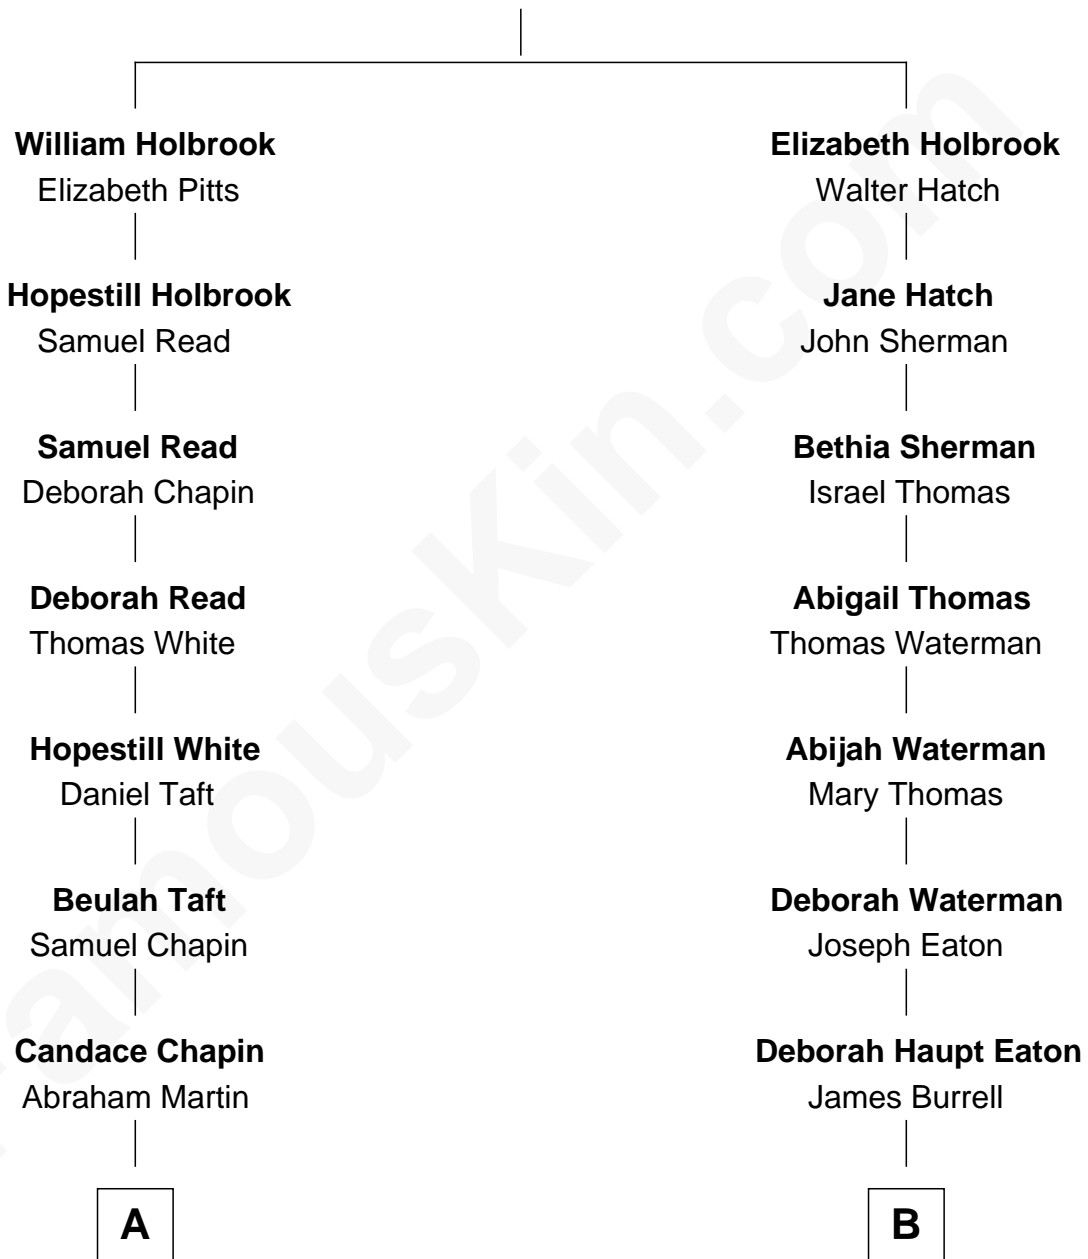 William Holbrook
Elizabeth Pitts
Hopestill Holbrook
Samuel Read
Samuel Read
Deborah Chapin
Deborah Read
Thomas White
Hopestill White
Daniel Taft
Beulah Taft
Samuel Chapin
Candace Chapin
Abraham Martin
A
Elizabeth Holbrook
Walter Hatch
Jane Hatch
John Sherman
Bethia Sherman
Israel Thomas
Abigail Thomas
Thomas Waterman
Abijah Waterman
Mary Thomas
Deborah Waterman
Joseph Eaton
Deborah Haupt Eaton
James Burrell
B
FamousKin.com